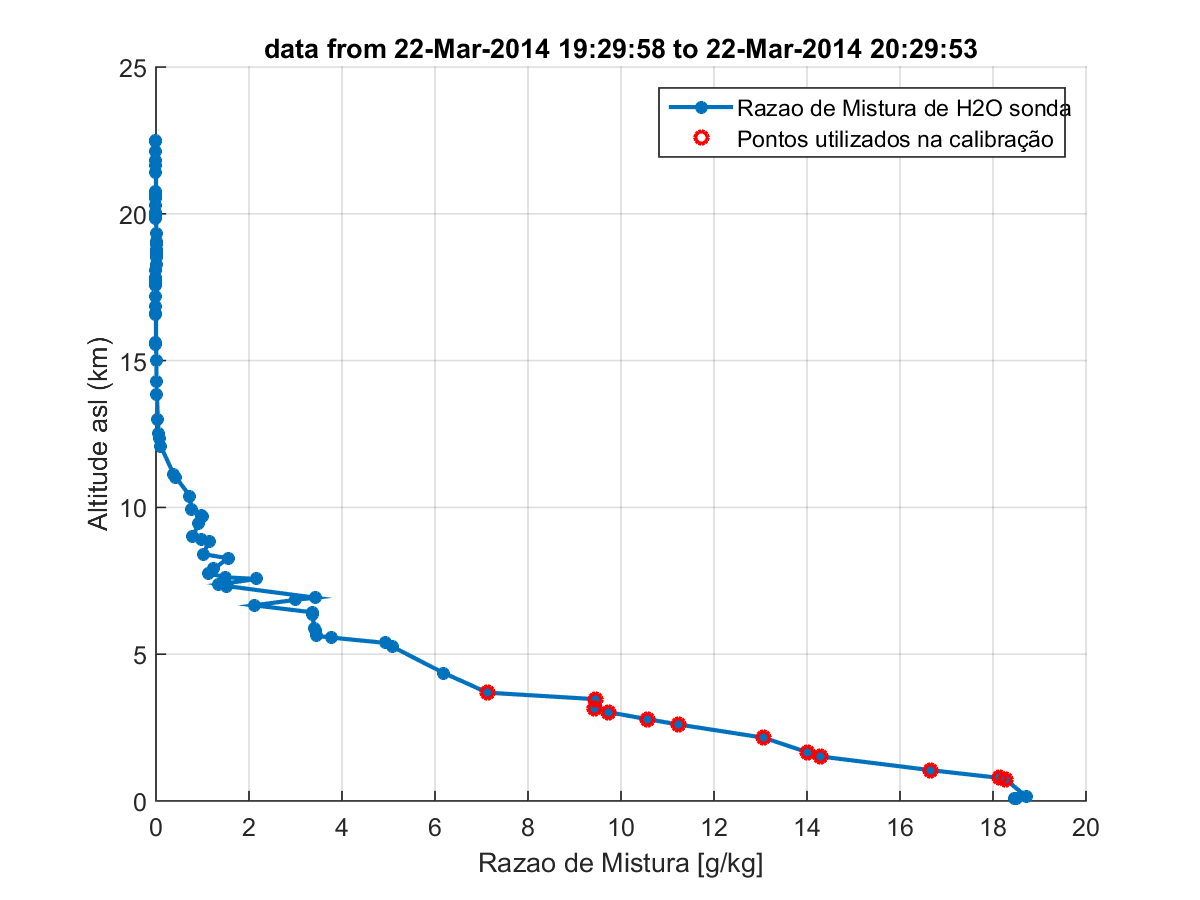 data from 22-Mar-2014 19:29:58 to 22-Mar-2014 20:29:53
Razao de Mistura de H2O sonda
Pontos utilizados na calibração
25
20
15
10
5
0
Altitude asl (km)
0 2 4 6 8 10 12 14 16 18 20
Razao de Mistura [g/kg]